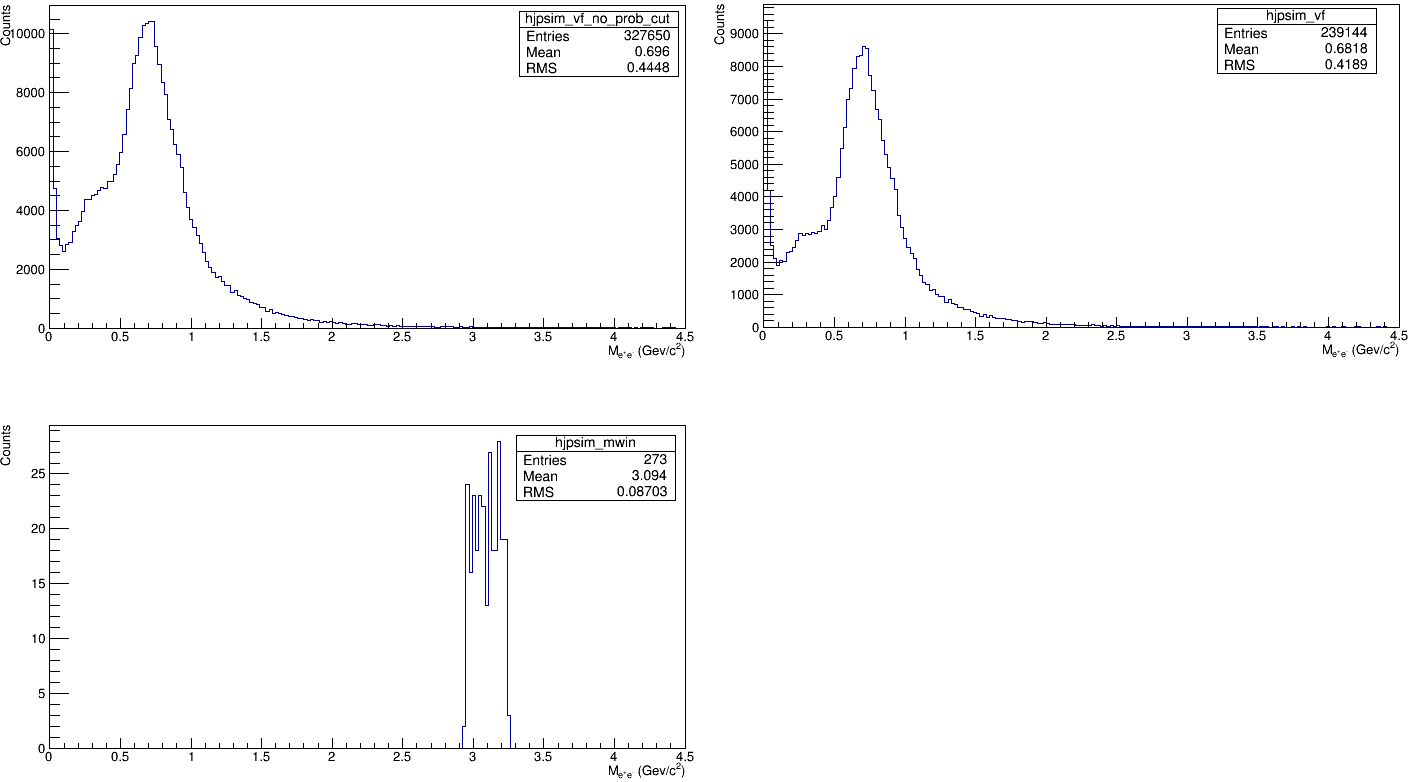 Counts
hjpsim_vf_no_prob_cut
Entries 327650
Mean 0.696
RMS 0.4448
10000
8000
6000
4000
2000
0
0 0.5 1 1.5 2 2.5 3 3.5 4 4.5
M e⁺e⁻ (Gev/c²)
Counts
hjpsim_vf
Entries 239144
Mean 0.6818
RMS 0.4189
9000
8000
7000
6000
5000
4000
3000
2000
1000
0
0 0.5 1 1.5 2 2.5 3 3.5 4 4.5
M e⁺e⁻ (Gev/c²)
Counts
hjpsim_mwin
Entries 273
Mean 3.094
RMS 0.08703
25
20
15
10
5
0
0 0.5 1 1.5 2 2.5 3 3.5 4 4.5
M e⁺e⁻ (Gev/c²)